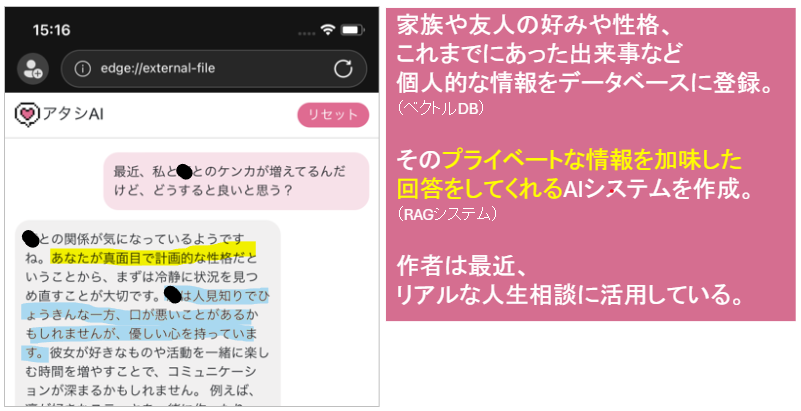 15:16
edge://external-file
アタシAI
リセット
最近、私と とのケンカが増えてるんだ
けど、どうすると良いと思う？
との関係が気になっているようです
ね。あなたが真面目で計画的な性格だと
いうことから、まずは冷静に状況を見つ
め直すことが大切です。 は人見知りでひ
ょうきんな一方、口が悪いことがあるか
もしれませんが、優しい心を持っていま
す。彼女が好きなものや活動を一緒に楽し
む時間を増やすことで、コミュニケーシ
ョンが深まるかもしれません。 例えば、
家族や友人の好みや性格、
これまでにあった出来事など
個人的な情報をデータベースに登録。
（ベクトルDB）
そのプライベートな情報を加味した
回答をしてくれるAIシステムを作成。
（RAGシステム）
作者は最近、
リアルな人生相談に活用している。